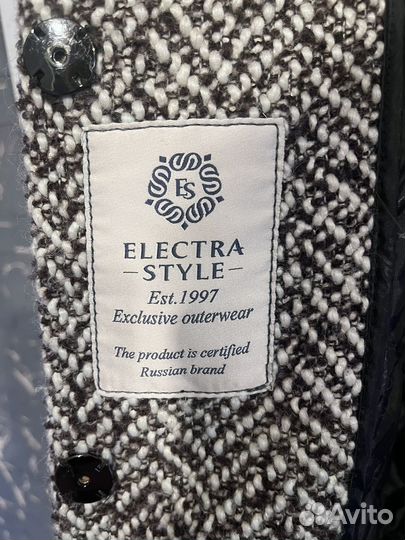 ES
ELECTRA
-STYLE-
Est.1997
Exclusive outerwear
The product is certified
Russian brand
Avito